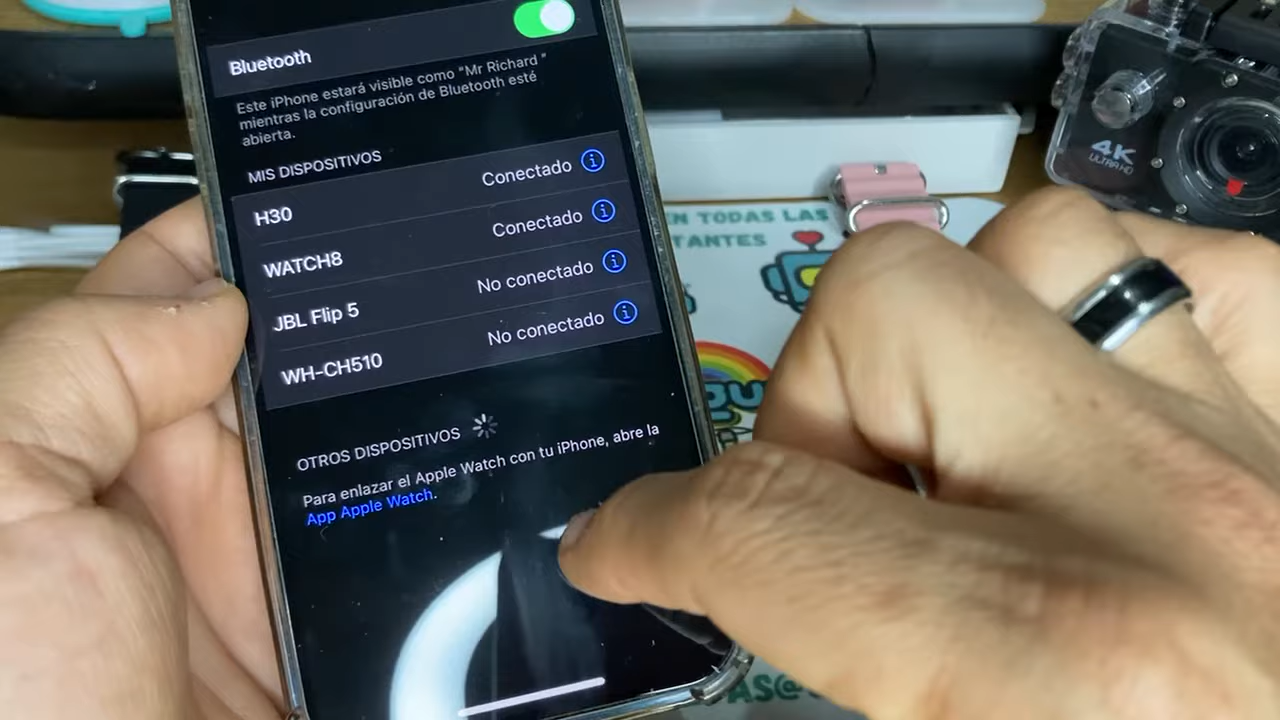 Bluetooth
Este iPhone estará visible como "Mr Richard "
mientras la configuración de Bluetooth esté
abierta.
MIS DISPOSITIVOS
H30 Conectado
WATCH8 Conectado
JBL Flip 5 No conectado
WH-CH510 No conectado
OTROS DISPOSITIVOS
Para enlazar el Apple Watch con tu iPhone, abre la
App Apple Watch.
4K
ULTRA HD
EN TODAS LAS